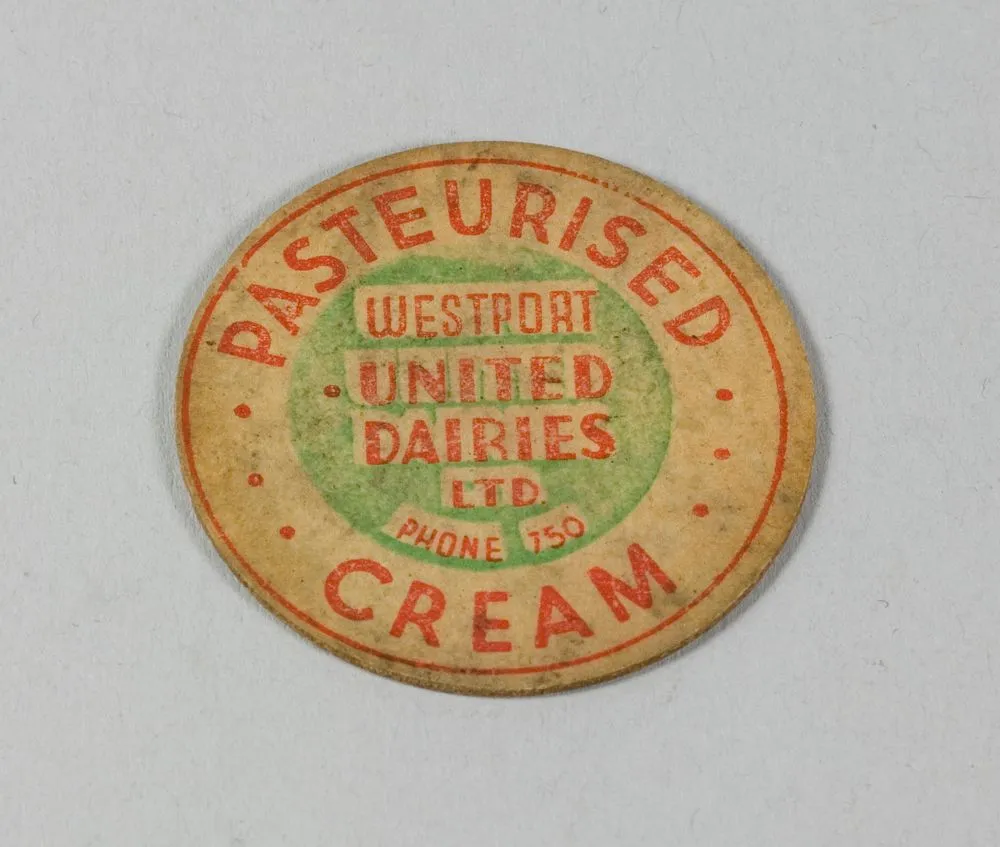 PASTEURISED
WESTPORT
UNITED
DAIRIES
LTD.
PHONE 750
CREAM